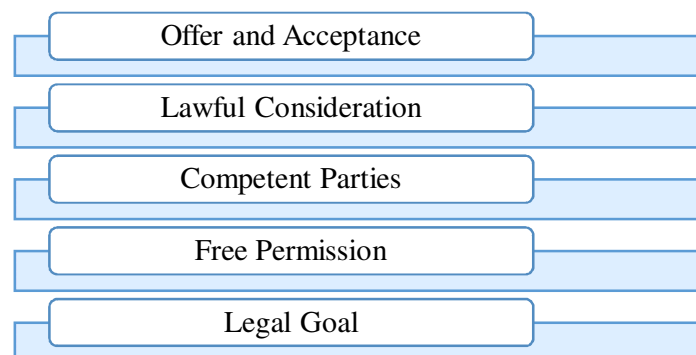 Offer and Acceptance
Lawful Consideration
Competent Parties
Free Permission
Legal Goal